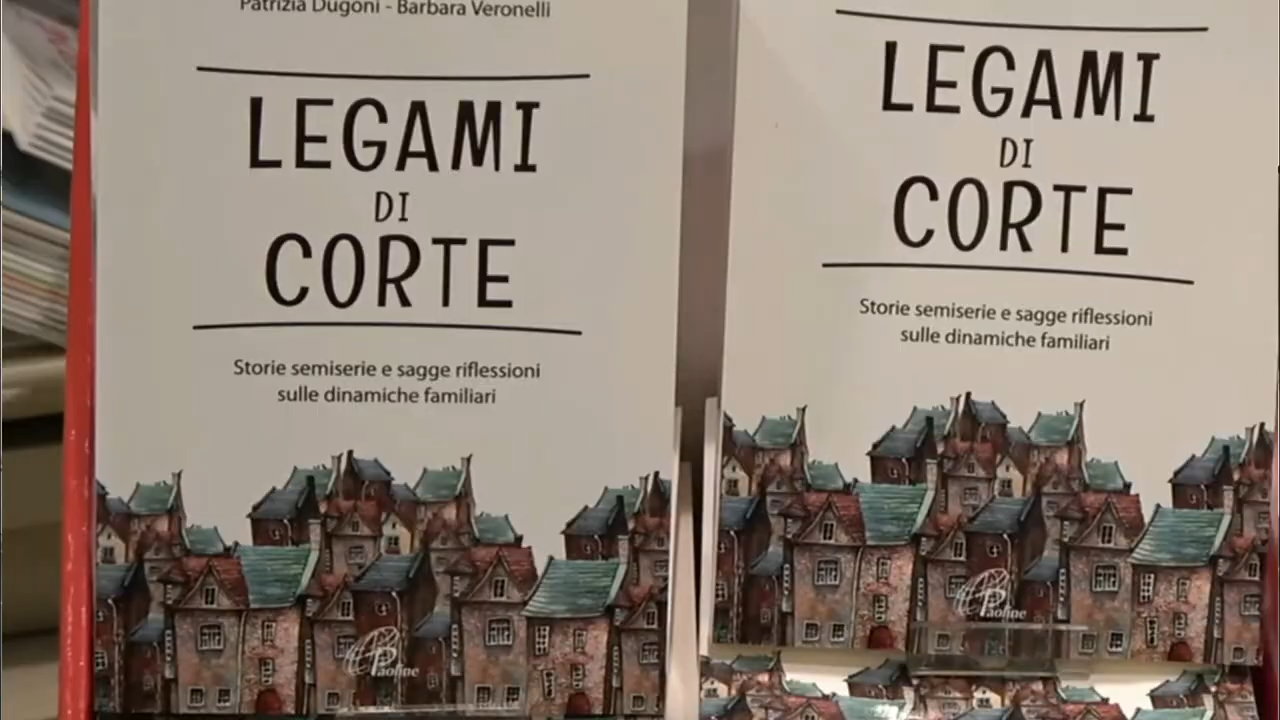 Patrizia Dugoni - Barbara Veronelli
LEGAMI
DI
CORTE
Storie semiserie e sagge riflessioni
sulle dinamiche familiari
Paoline
LEGAMI
DI
CORTE
Storie semiserie e sagge riflessioni
sulle dinamiche familiari
Paoline